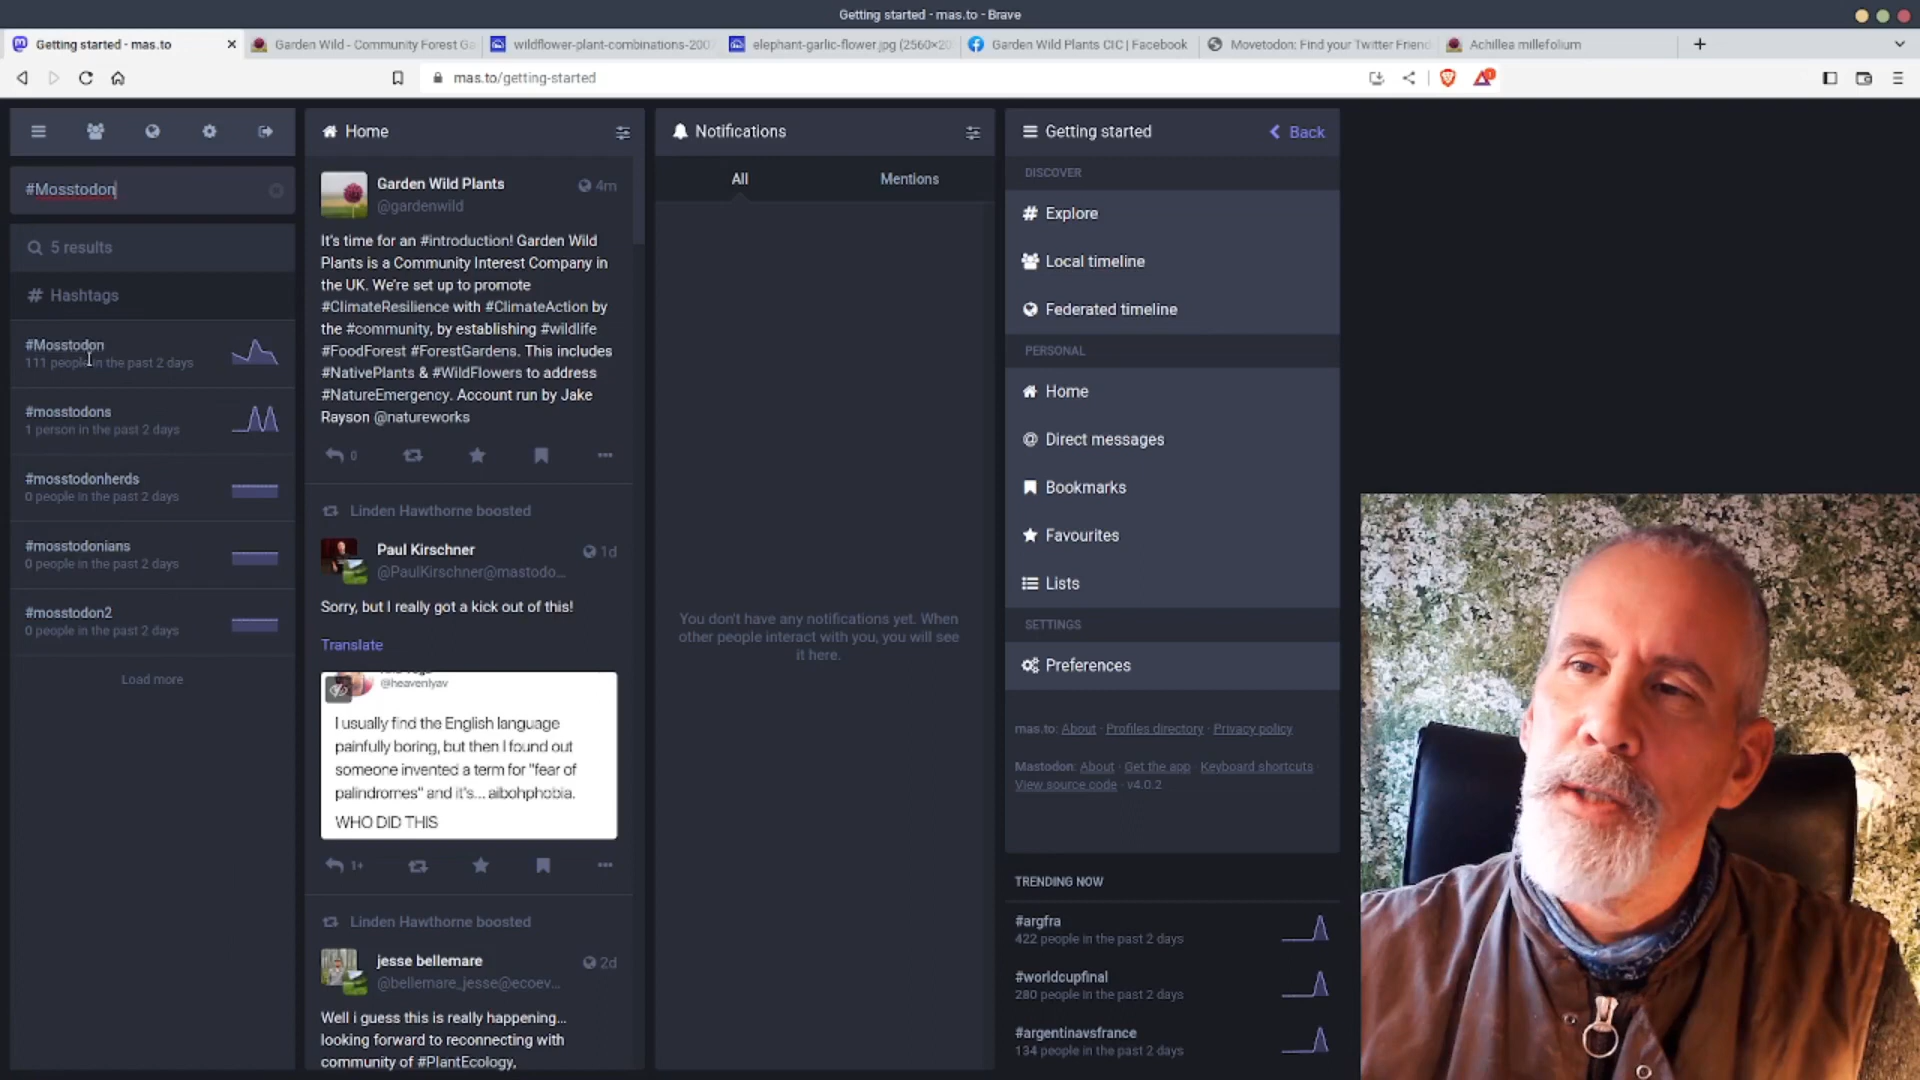 Getting started - mas.to - Brave
Getting started - mas.to
Garden Wild - Community Forest Ga
wildflower-plant-combinations-200
elephant-garlic-flower.jpg (2560×20
Garden Wild Plants CIC | Facebook
Movetodon: Find your Twitter Friend
Achillea millefolium
mas.to/getting-started
#Mosstodon
5 results
# Hashtags
#Mosstodon
111 people in the past 2 days
#mosstodons
1 person in the past 2 days
#mosstodonherds
0 people in the past 2 days
#mosstodonians
0 people in the past 2 days
#mosstodon2
0 people in the past 2 days
Load more
Home
Garden Wild Plants
4m
@gardenwild
It's time for an #introduction! Garden Wild
Plants is a Community Interest Company in
the UK. We're set up to promote
#ClimateResilience with #ClimateAction by
the #community, by establishing #wildlife
#FoodForest #ForestGardens. This includes
#NativePlants & #WildFlowers to address
#NatureEmergency. Account run by Jake
Rayson @natureworks
0
Linden Hawthorne boosted
Paul Kirschner
1d
@PaulKirschner@mastodo...
Sorry, but I really got a kick out of this!
Translate
@heavenlyav
I usually find the English language
painfully boring, but then I found out
someone invented a term for "fear of
palindromes" and it's... aibohphobia.
WHO DID THIS
1+
Linden Hawthorne boosted
jesse bellemare
2d
@bellemare_jesse@ecoev...
Well i guess this is really happening...
looking forward to reconnecting with
community of #PlantEcology,
Notifications
All
Mentions
You don't have any notifications yet. When
other people interact with you, you will see
it here.
Getting started
Back
DISCOVER
# Explore
Local timeline
Federated timeline
PERSONAL
Home
@ Direct messages
Bookmarks
Favourites
Lists
SETTINGS
Preferences
mas.to: About · Profiles directory · Privacy policy
Mastodon: About · Get the app · Keyboard shortcuts ·
View source code · v4.0.2
TRENDING NOW
#argfra
422 people in the past 2 days
#worldcupfinal
280 people in the past 2 days
#argentinavsfrance
134 people in the past 2 days